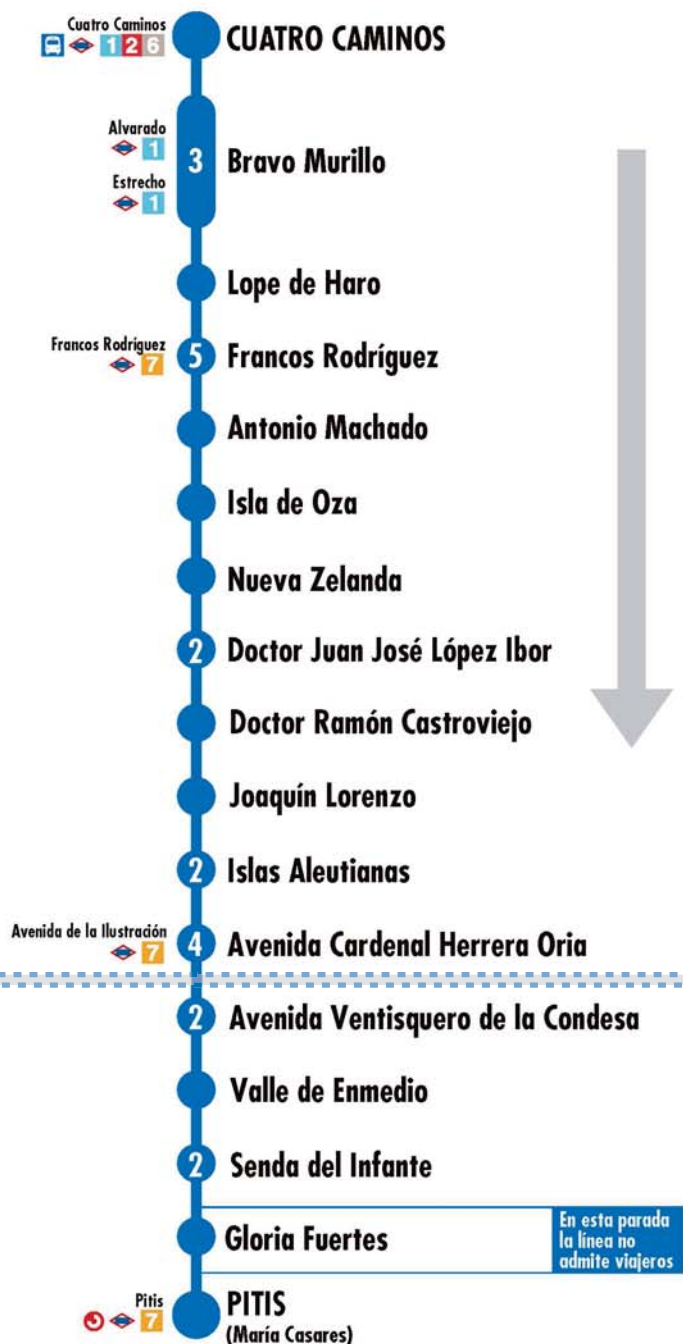 Cuatro Caminos
1 2 6
CUATRO CAMINOS
Alvarado
1
Estrecho
1
3
Bravo Murillo
Lope de Haro
Francos Rodríguez
7
5
Francos Rodríguez
Antonio Machado
Isla de Oza
Nueva Zelanda
2
Doctor Juan José López Ibor
Doctor Ramón Castroviejo
Joaquín Lorenzo
2
Islas Aleutianas
Avenida de la Ilustración
7
4
Avenida Cardenal Herrera Oria
2
Avenida Ventisquero de la Condesa
Valle de Enmedio
2
Senda del Infante
Gloria Fuertes
En esta parada
la línea no
admite viajeros
Pitis
7
PITIS
(María Casares)